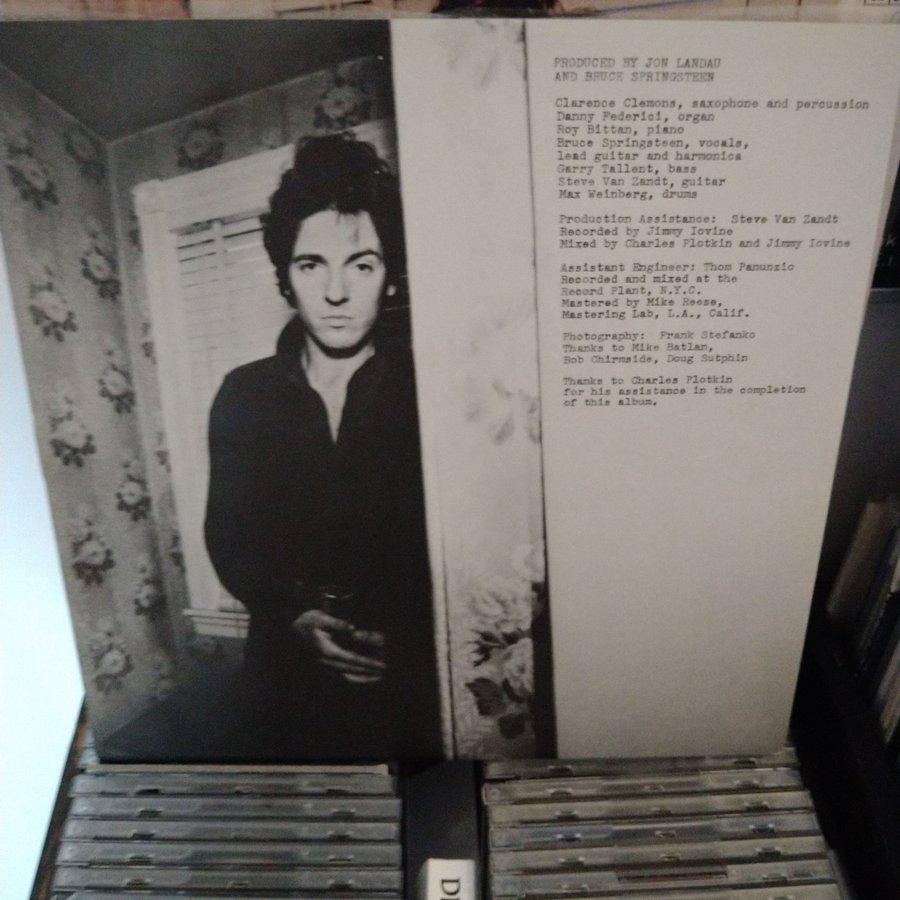 PRODUCED BY JON LANDAU
AND BRUCE SPRINGSTEEN
Clarence Clemons, saxophone and percussion
Danny Federici, organ
Roy Bittan, piano
Bruce Springsteen, vocals,
lead guitar and harmonica
Garry Tallent, bass
Steve Van Zandt, guitar
Max Weinberg, drums
Production Assistance: Steve Van Zandt
Recorded by Jimmy Iovine
Mixed by Charles Plotkin and Jimmy Iovine
Assistant Engineer: Thom Panunzio
Recorded and mixed at the
Record Plant, N.Y.C.
Mastered by Mike Reese,
Mastering Lab, L.A., Calif.
Photography: Frank Stefanko
Thanks to Mike Batlan,
Bob Chirmside, Doug Sutphin
Thanks to Charles Plotkin
for his assistance in the completion
of this album.